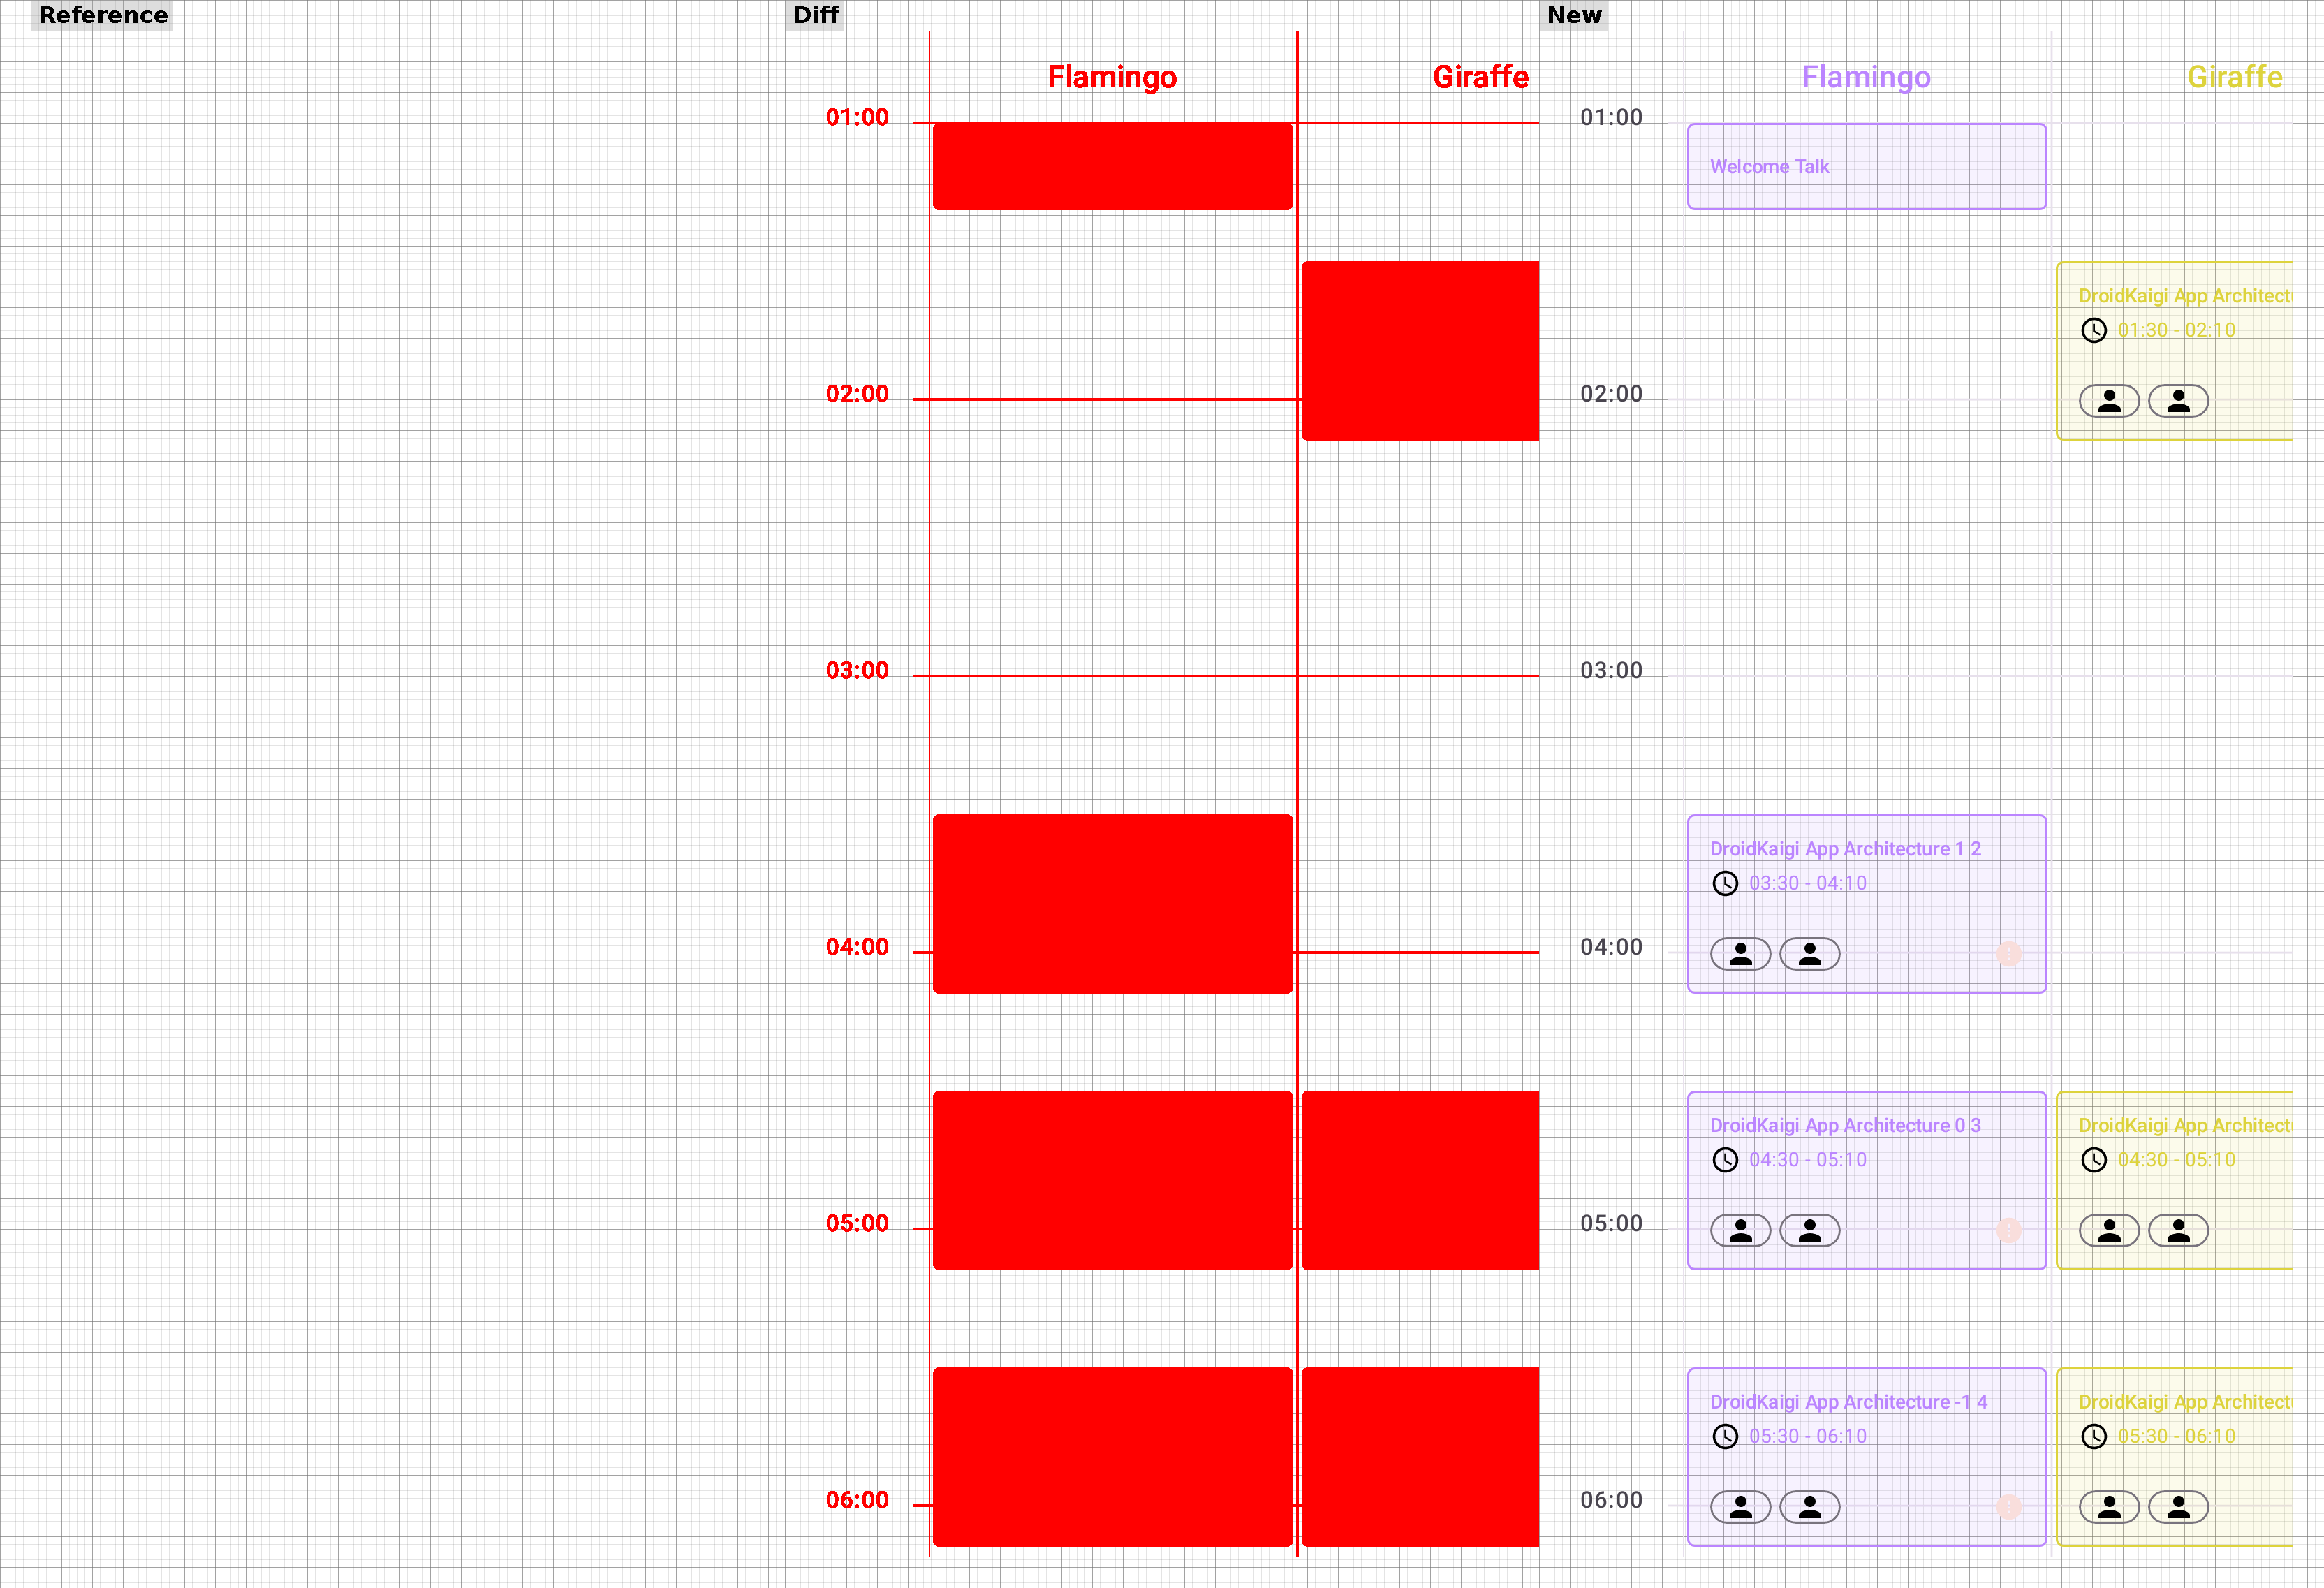 Reference
Diff
New
Flamingo
Giraffe
01:00
02:00
03:00
04:00
05:00
06:00
Flamingo
Giraffe
01:00
Welcome Talk
DroidKaigi App Architect
01:30 - 02:10
02:00
03:00
DroidKaigi App Architecture 1 2
03:30 - 04:10
04:00
DroidKaigi App Architecture 0 3
04:30 - 05:10
DroidKaigi App Architect
04:30 - 05:10
05:00
DroidKaigi App Architecture -1 4
05:30 - 06:10
DroidKaigi App Architect
05:30 - 06:10
06:00